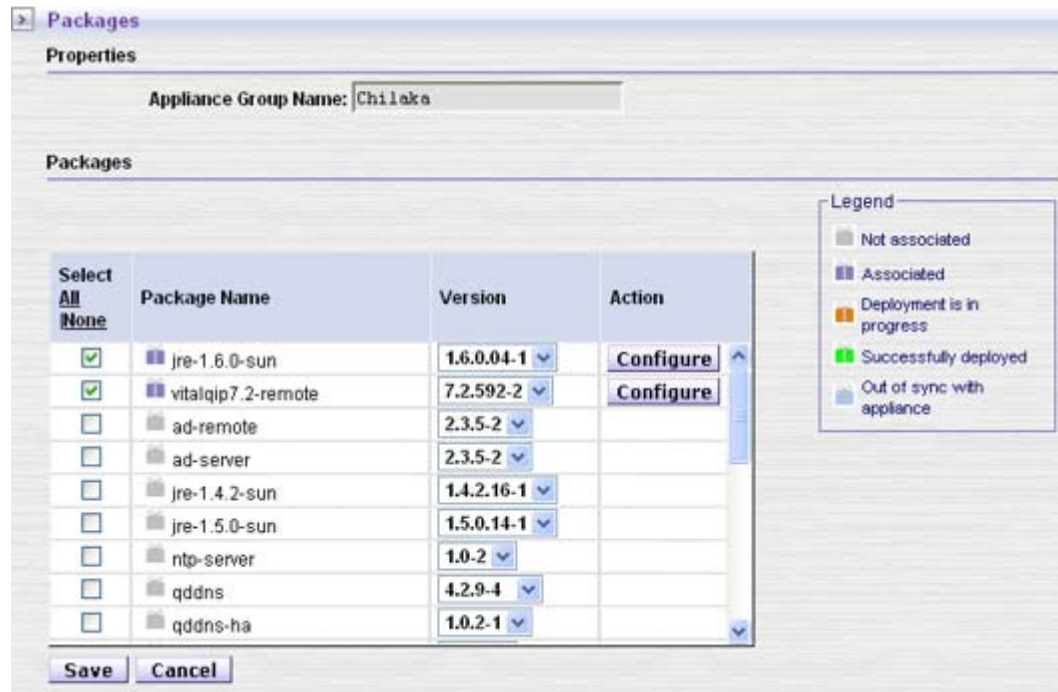 Packages
Properties
Appliance Group Name: Chilaka
Packages
Legend
Not associated
Associated
Deployment is in
progress
Successfully deployed
Out of sync with
appliance
Select
All
None
Package Name
Version
Action
jre-1.6.0-sun 1.6.0.04-1 Configure
vitalqip7.2-remote 7.2.592-2 Configure
ad-remote 2.3.5-2
ad-server 2.3.5-2
jre-1.4.2-sun 1.4.2.16-1
jre-1.5.0-sun 1.5.0.14-1
ntp-server 1.0-2
qddns 4.2.9-4
qddns-ha 1.0.2-1
Save Cancel